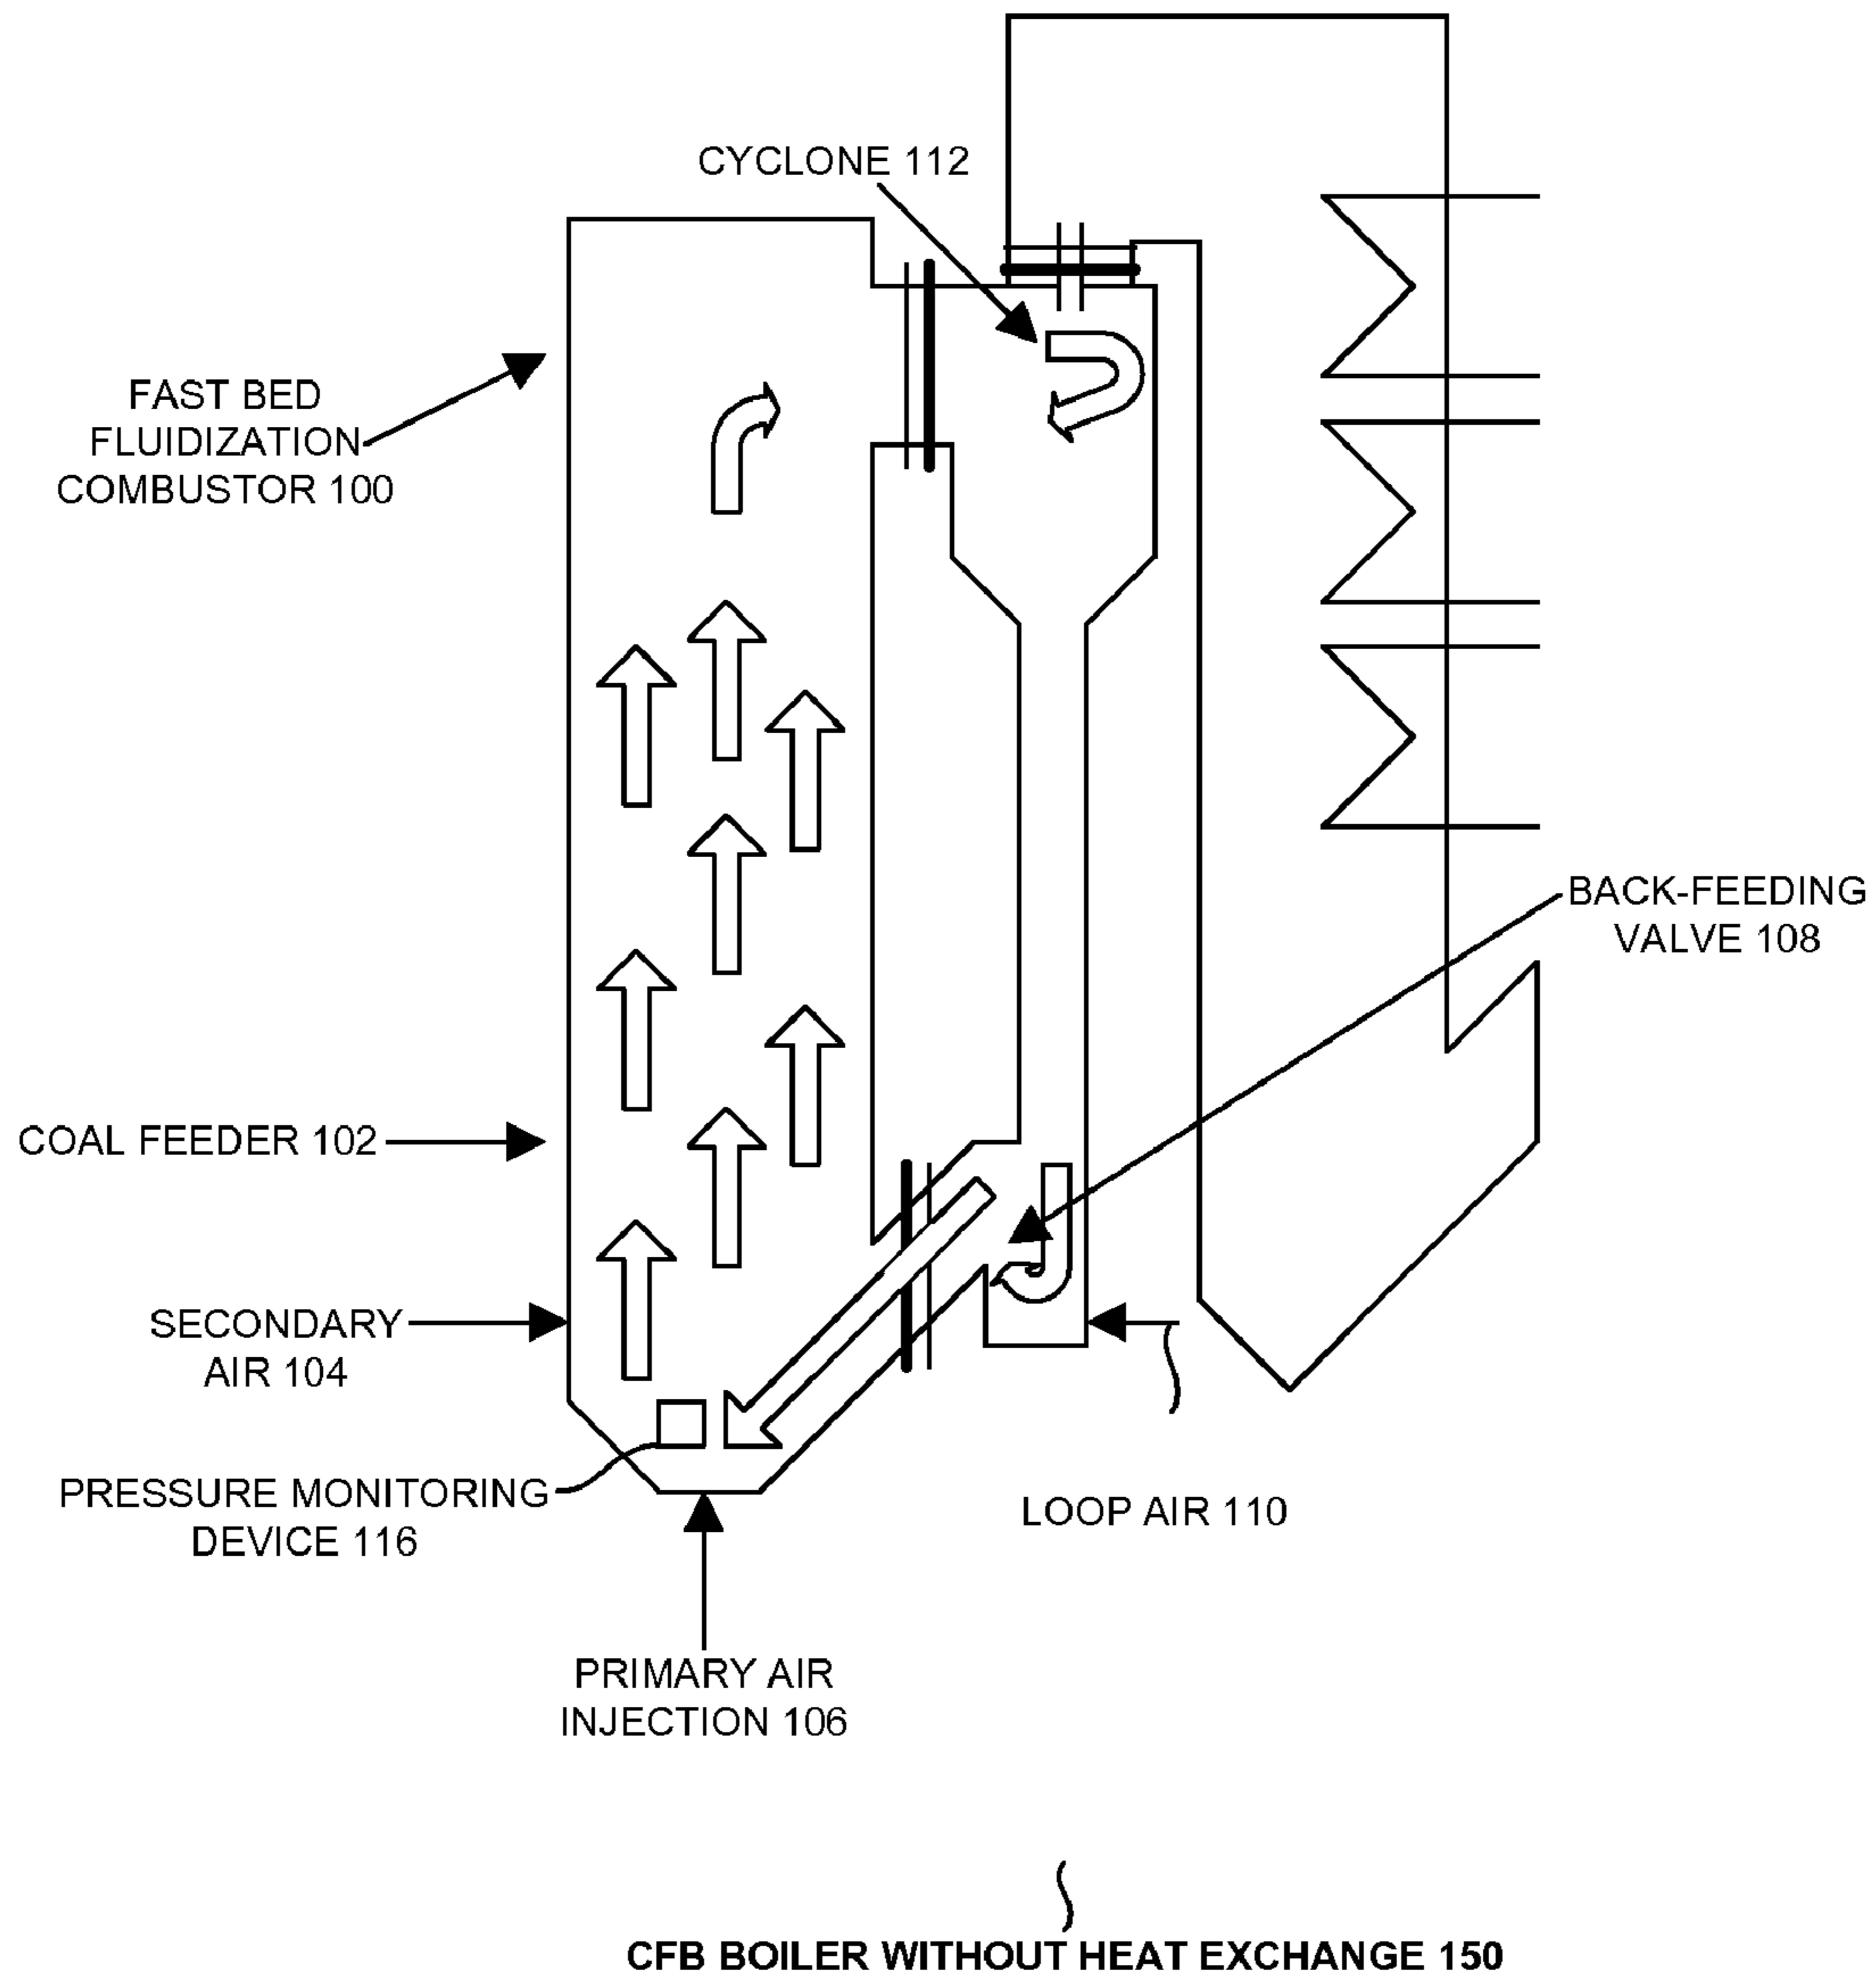 CYCLONE 112
FAST BED
FLUIDIZATION
COMBUSTOR 100
BACK-FEEDING
VALVE 108
COAL FEEDER 102
SECONDARY
AIR 104
PRESSURE MONITORING
DEVICE 116
LOOP AIR 110
PRIMARY AIR
INJECTION 106
CFB BOILER WITHOUT HEAT EXCHANGE 150